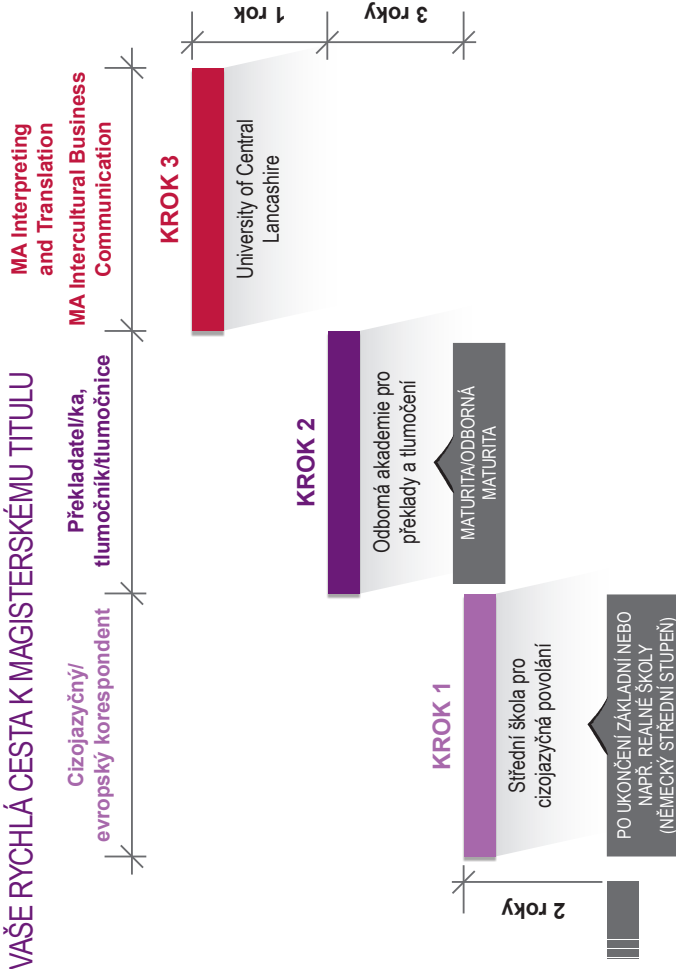 VAŠE RYCHLÁ CESTA K MAGISTERSKÉMU TITULU
Cizojazyčný/
evropský korespondent
Překladatel/ka,
tlumočník/tlumočnice
MA Interpreting
and Translation
MA Intercultural Business
Communication
KROK 1
Střední škola pro
cizojazyčná povolání
PO UKONČENÍ ZÁKLADNÍ NEBO
NAPŘ. REALNÉ ŠKOLY
(NĚMECKÝ STŘEDNÍ STUPEŇ)
2 roky
KROK 2
Odborná akademie pro
překlady a tlumočení
MATURITA/ODBORNÁ
MATURITA
3 roky
KROK 3
University of Central
Lancashire
1 rok